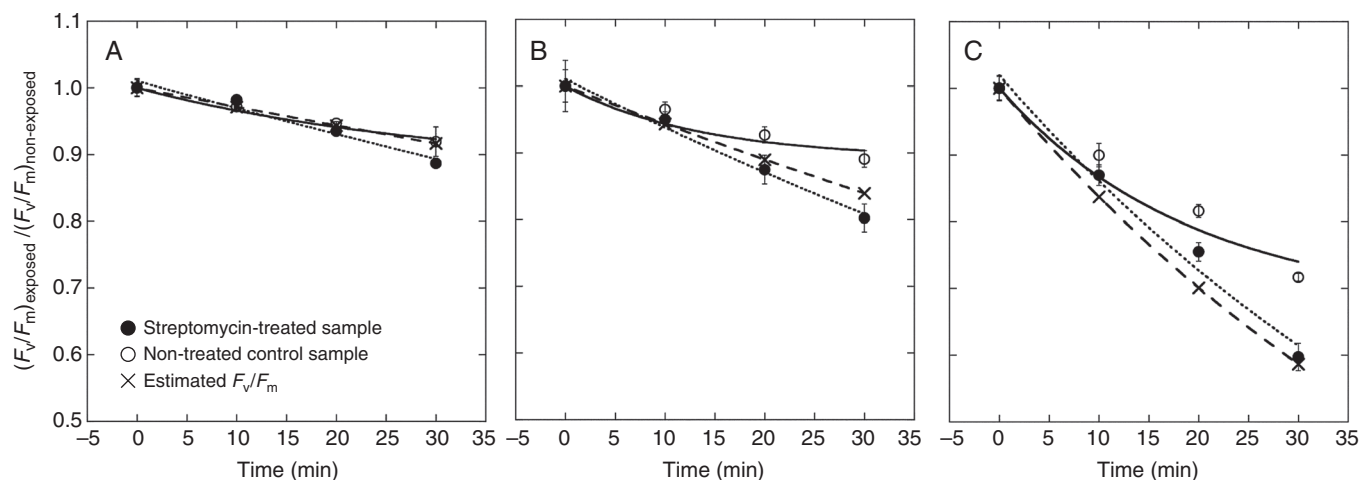 1.1
1.0
0.9
0.8
0.7
0.6
0.5
(Fv/Fm)exposed /(Fv/Fm)non-exposed
A
Streptomycin-treated sample
Non-treated control sample
Estimated Fv/Fm
–5 0 5 10 15 20 25 30 35
Time (min)
B
–5 0 5 10 15 20 25 30 35
Time (min)
C
–5 0 5 10 15 20 25 30 35
Time (min)